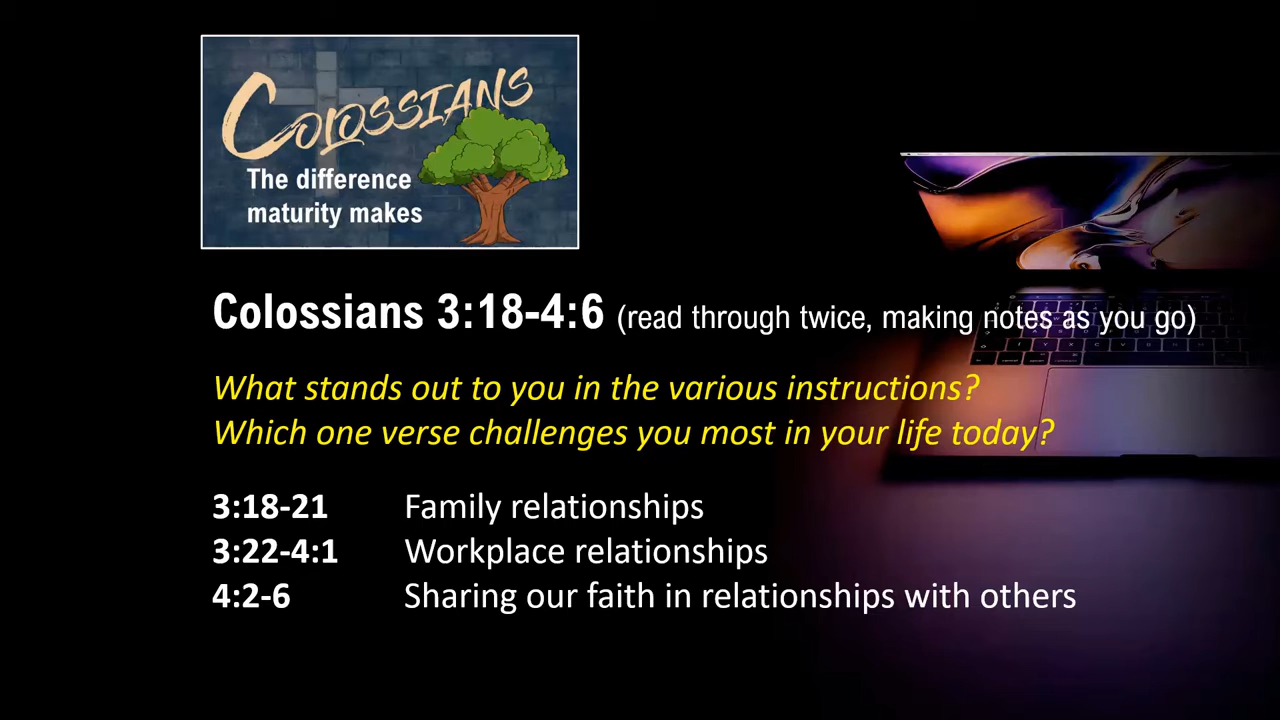 COLOSSIANS
The difference
maturity makes
Colossians 3:18-4:6 (read through twice, making notes as you go)
What stands out to you in the various instructions?
Which one verse challenges you most in your life today?
3:18-21 Family relationships
3:22-4:1 Workplace relationships
4:2-6 Sharing our faith in relationships with others